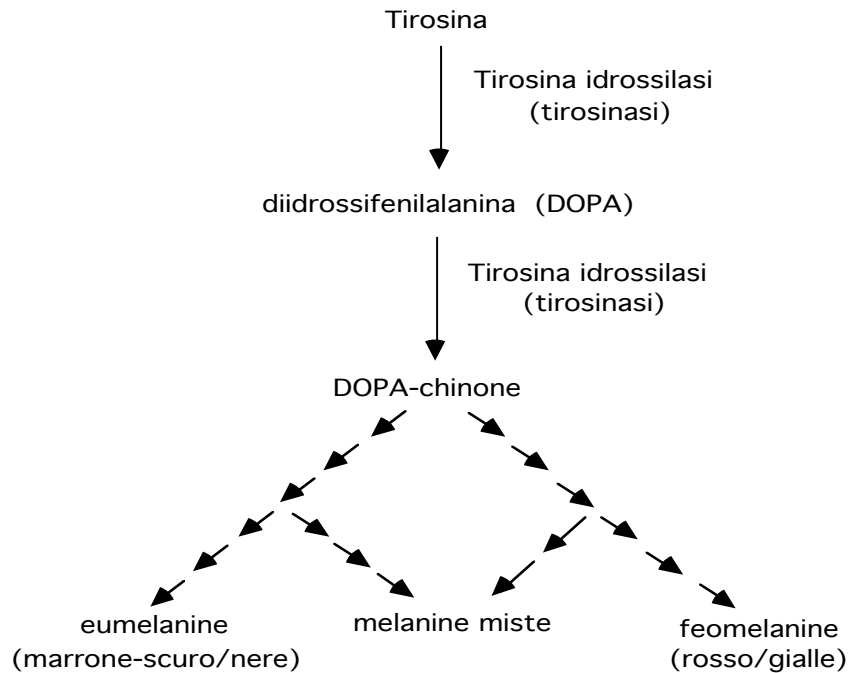 Tirosina
Tirosina idrossilasi
(tirosinasi)
diidrossifenilalanina (DOPA)
Tirosina idrossilasi
(tirosinasi)
DOPA-chinone
eumelanine
(marrone-scuro/nere)
melanine miste
feomelanine
(rosso/gialle)